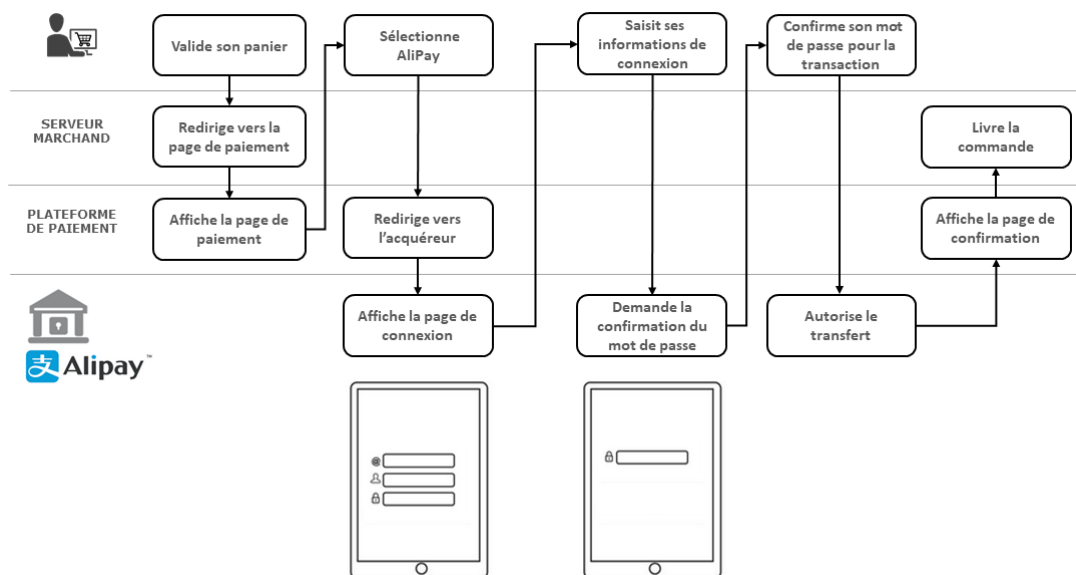 Valide son panier
Sélectionne
AliPay
Saisit ses
informations de
connexion
Confirme son mot
de passe pour la
transaction
SERVEUR
MARCHAND
Redirige vers la
page de paiement
Livre la
commande
PLATEFORME
DE PAIEMENT
Affiche la page de
paiement
Redirige vers
l'acquéreur
Affiche la page de
confirmation
支 Alipay™
Affiche la page de
connexion
Demande la
confirmation du
mot de passe
Autorise le
transfert
@